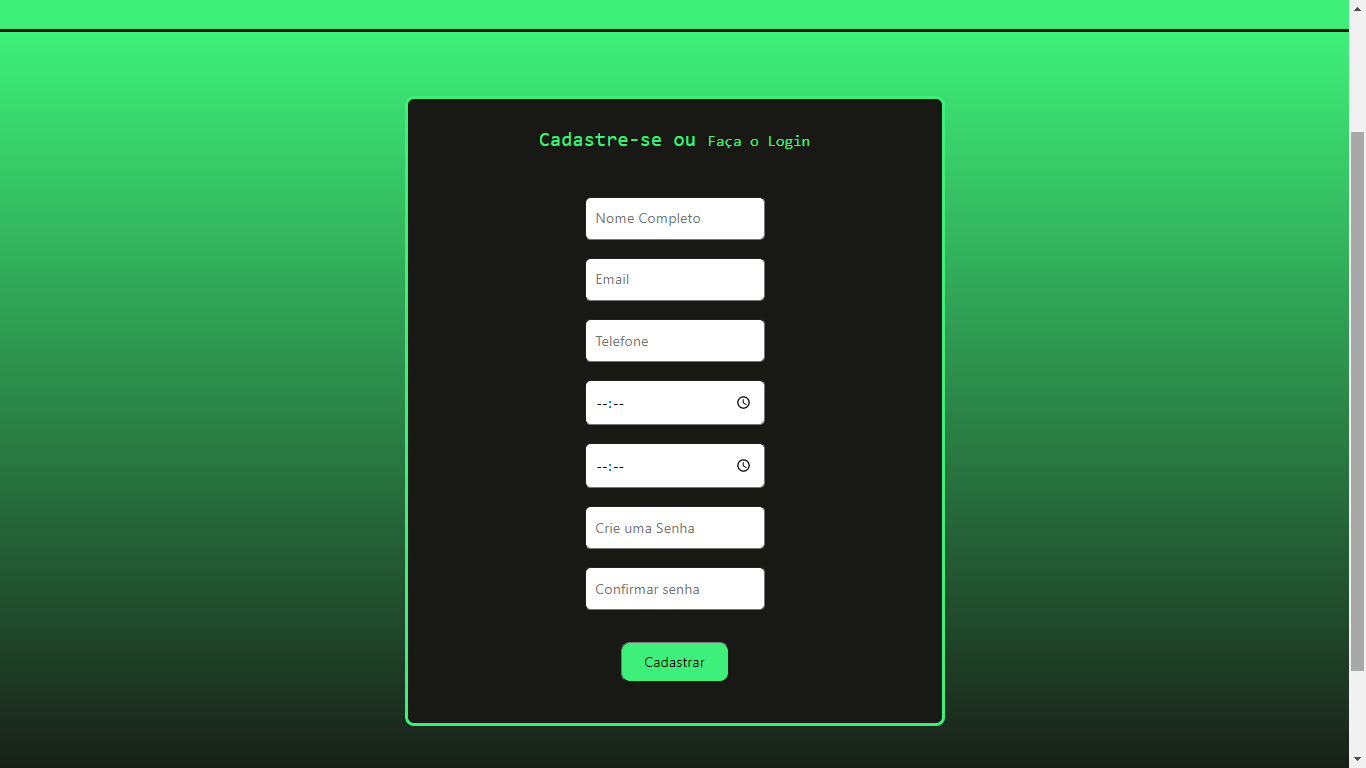 Cadastre-se ou Faça o Login
Nome Completo
Email
Telefone
--:--
--:--
Crie uma Senha
Confirmar senha
Cadastrar